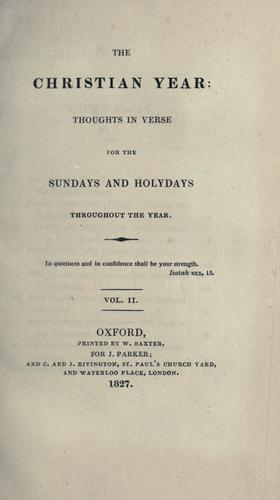 THE
CHRISTIAN YEAR:
THOUGHTS IN VERSE
FOR THE
SUNDAYS AND HOLYDAYS
THROUGHOUT THE YEAR.
In quietness and in confidence shall be your strength.
Isaiah xxx, 15.
VOL. II.
OXFORD,
PRINTED BY W. BAXTER,
FOR J. PARKER;
AND C. AND J. RIVINGTON, ST. PAUL'S CHURCH YARD,
AND WATERLOO PLACE, LONDON.
1827.